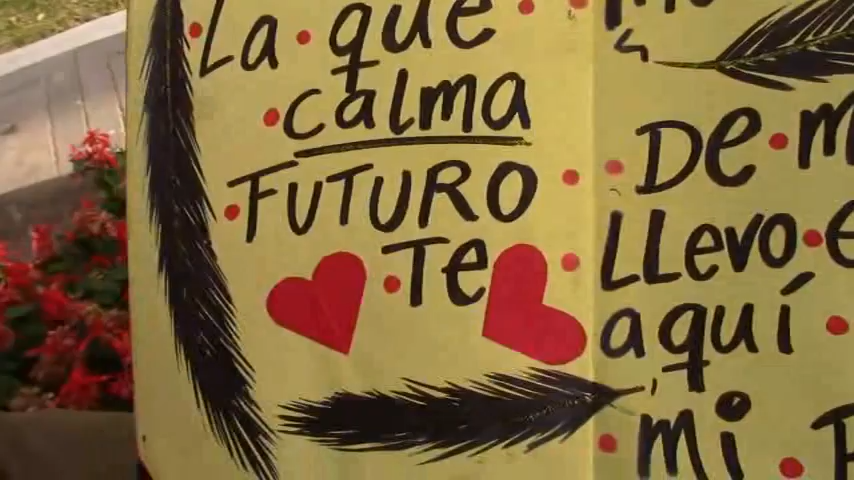 La que
calma
FUTURO
Te
De
LLevo
aquí
mi